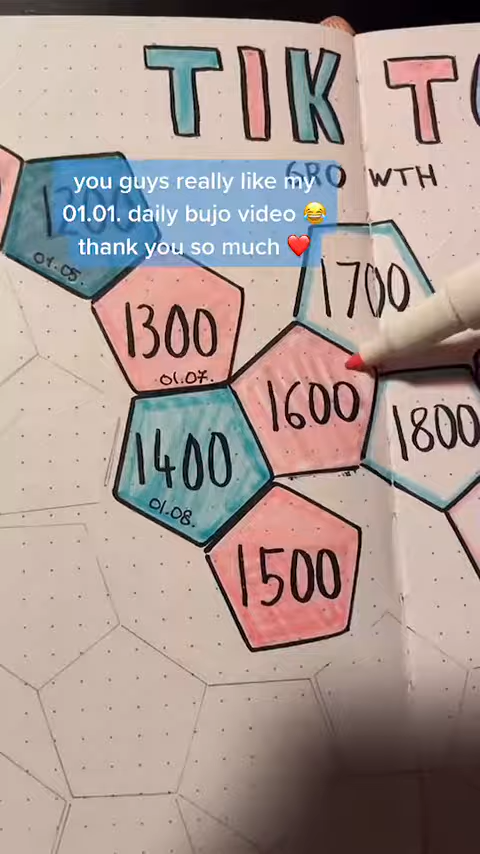 TIK T
GROWTH
you guys really like my
01.01. daily bujo video 😂
thank you so much ❤️
1200
01.05.
1300
01.07.
1400
01.08.
1500
1600
1700
1800